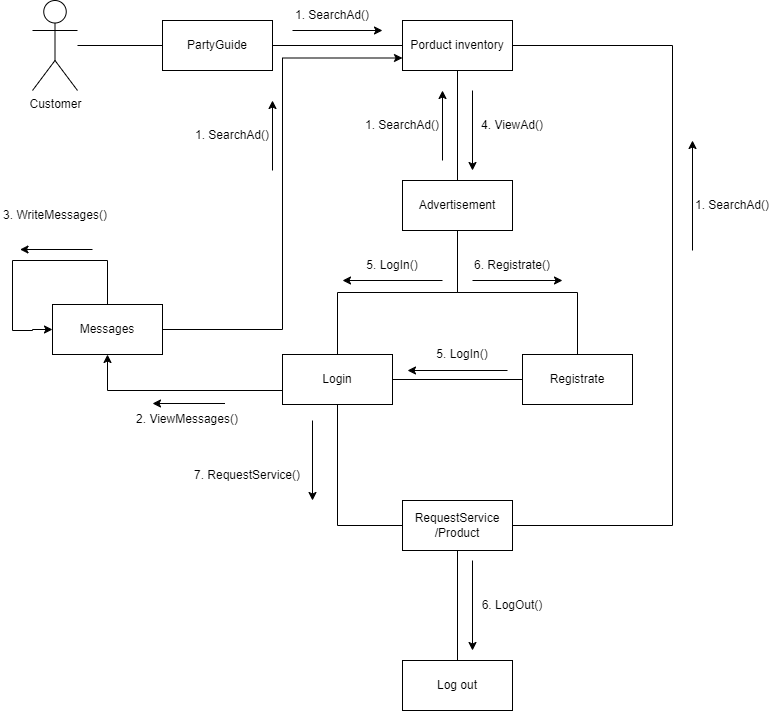 1. SearchAd()
PartyGuide
Porduct inventory
Customer
1. SearchAd()
1. SearchAd()
4. ViewAd()
Advertisement
1. SearchAd()
3. WriteMessages()
5. LogIn()
6. Registrate()
Messages
5. LogIn()
Login
Registrate
2. ViewMessages()
7. RequestService()
RequestService
/Product
6. LogOut()
Log out